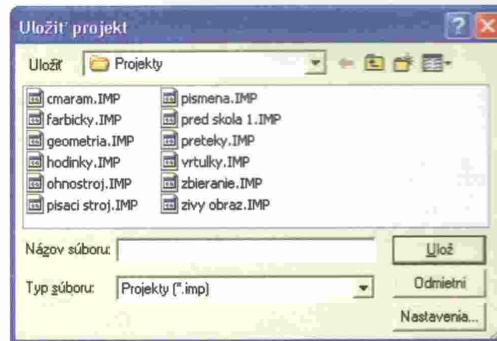 Uložiť projekt
Uložiť Projekty
cmaram.IMP
farbicky.IMP
geometria.IMP
hodinky.IMP
ohnostroj.IMP
pisaci stroj.IMP
pismena.IMP
pred skola 1.IMP
preteky.IMP
vrtulky.IMP
zbieranie.IMP
zivy obraz.IMP
Názov súboru:
Ulož
Typ súboru: Projekty (*.imp)
Odmietni
Nastavenia...